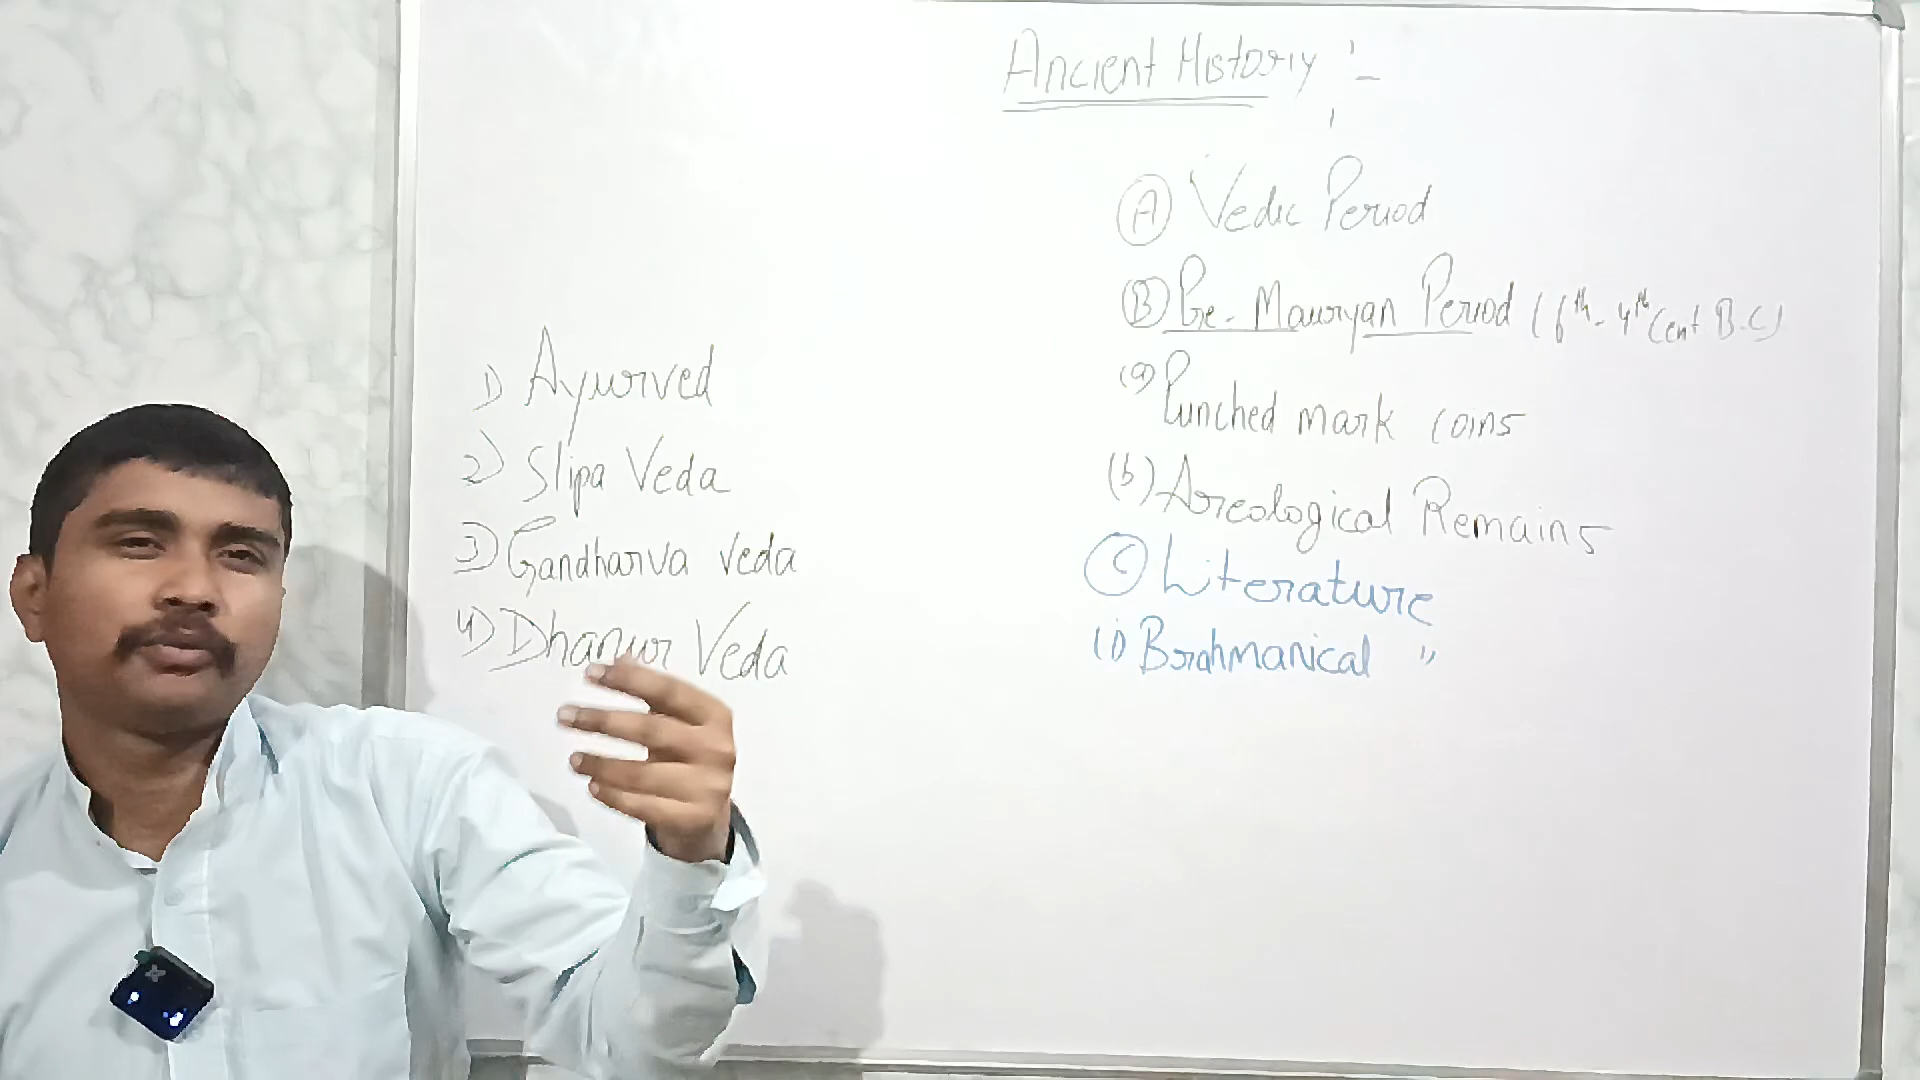 Ancient History :-
(A) Vedic Period
(B) Pre-Mauryan Period (6th-4th Cent B.C)
(a) Punched mark coins
(b) Areological Remains
(C) Literature
(i) Brahmanical "
1) Ayurved
2) Slipa Veda
3) Gandharva veda
4) Dhanur Veda